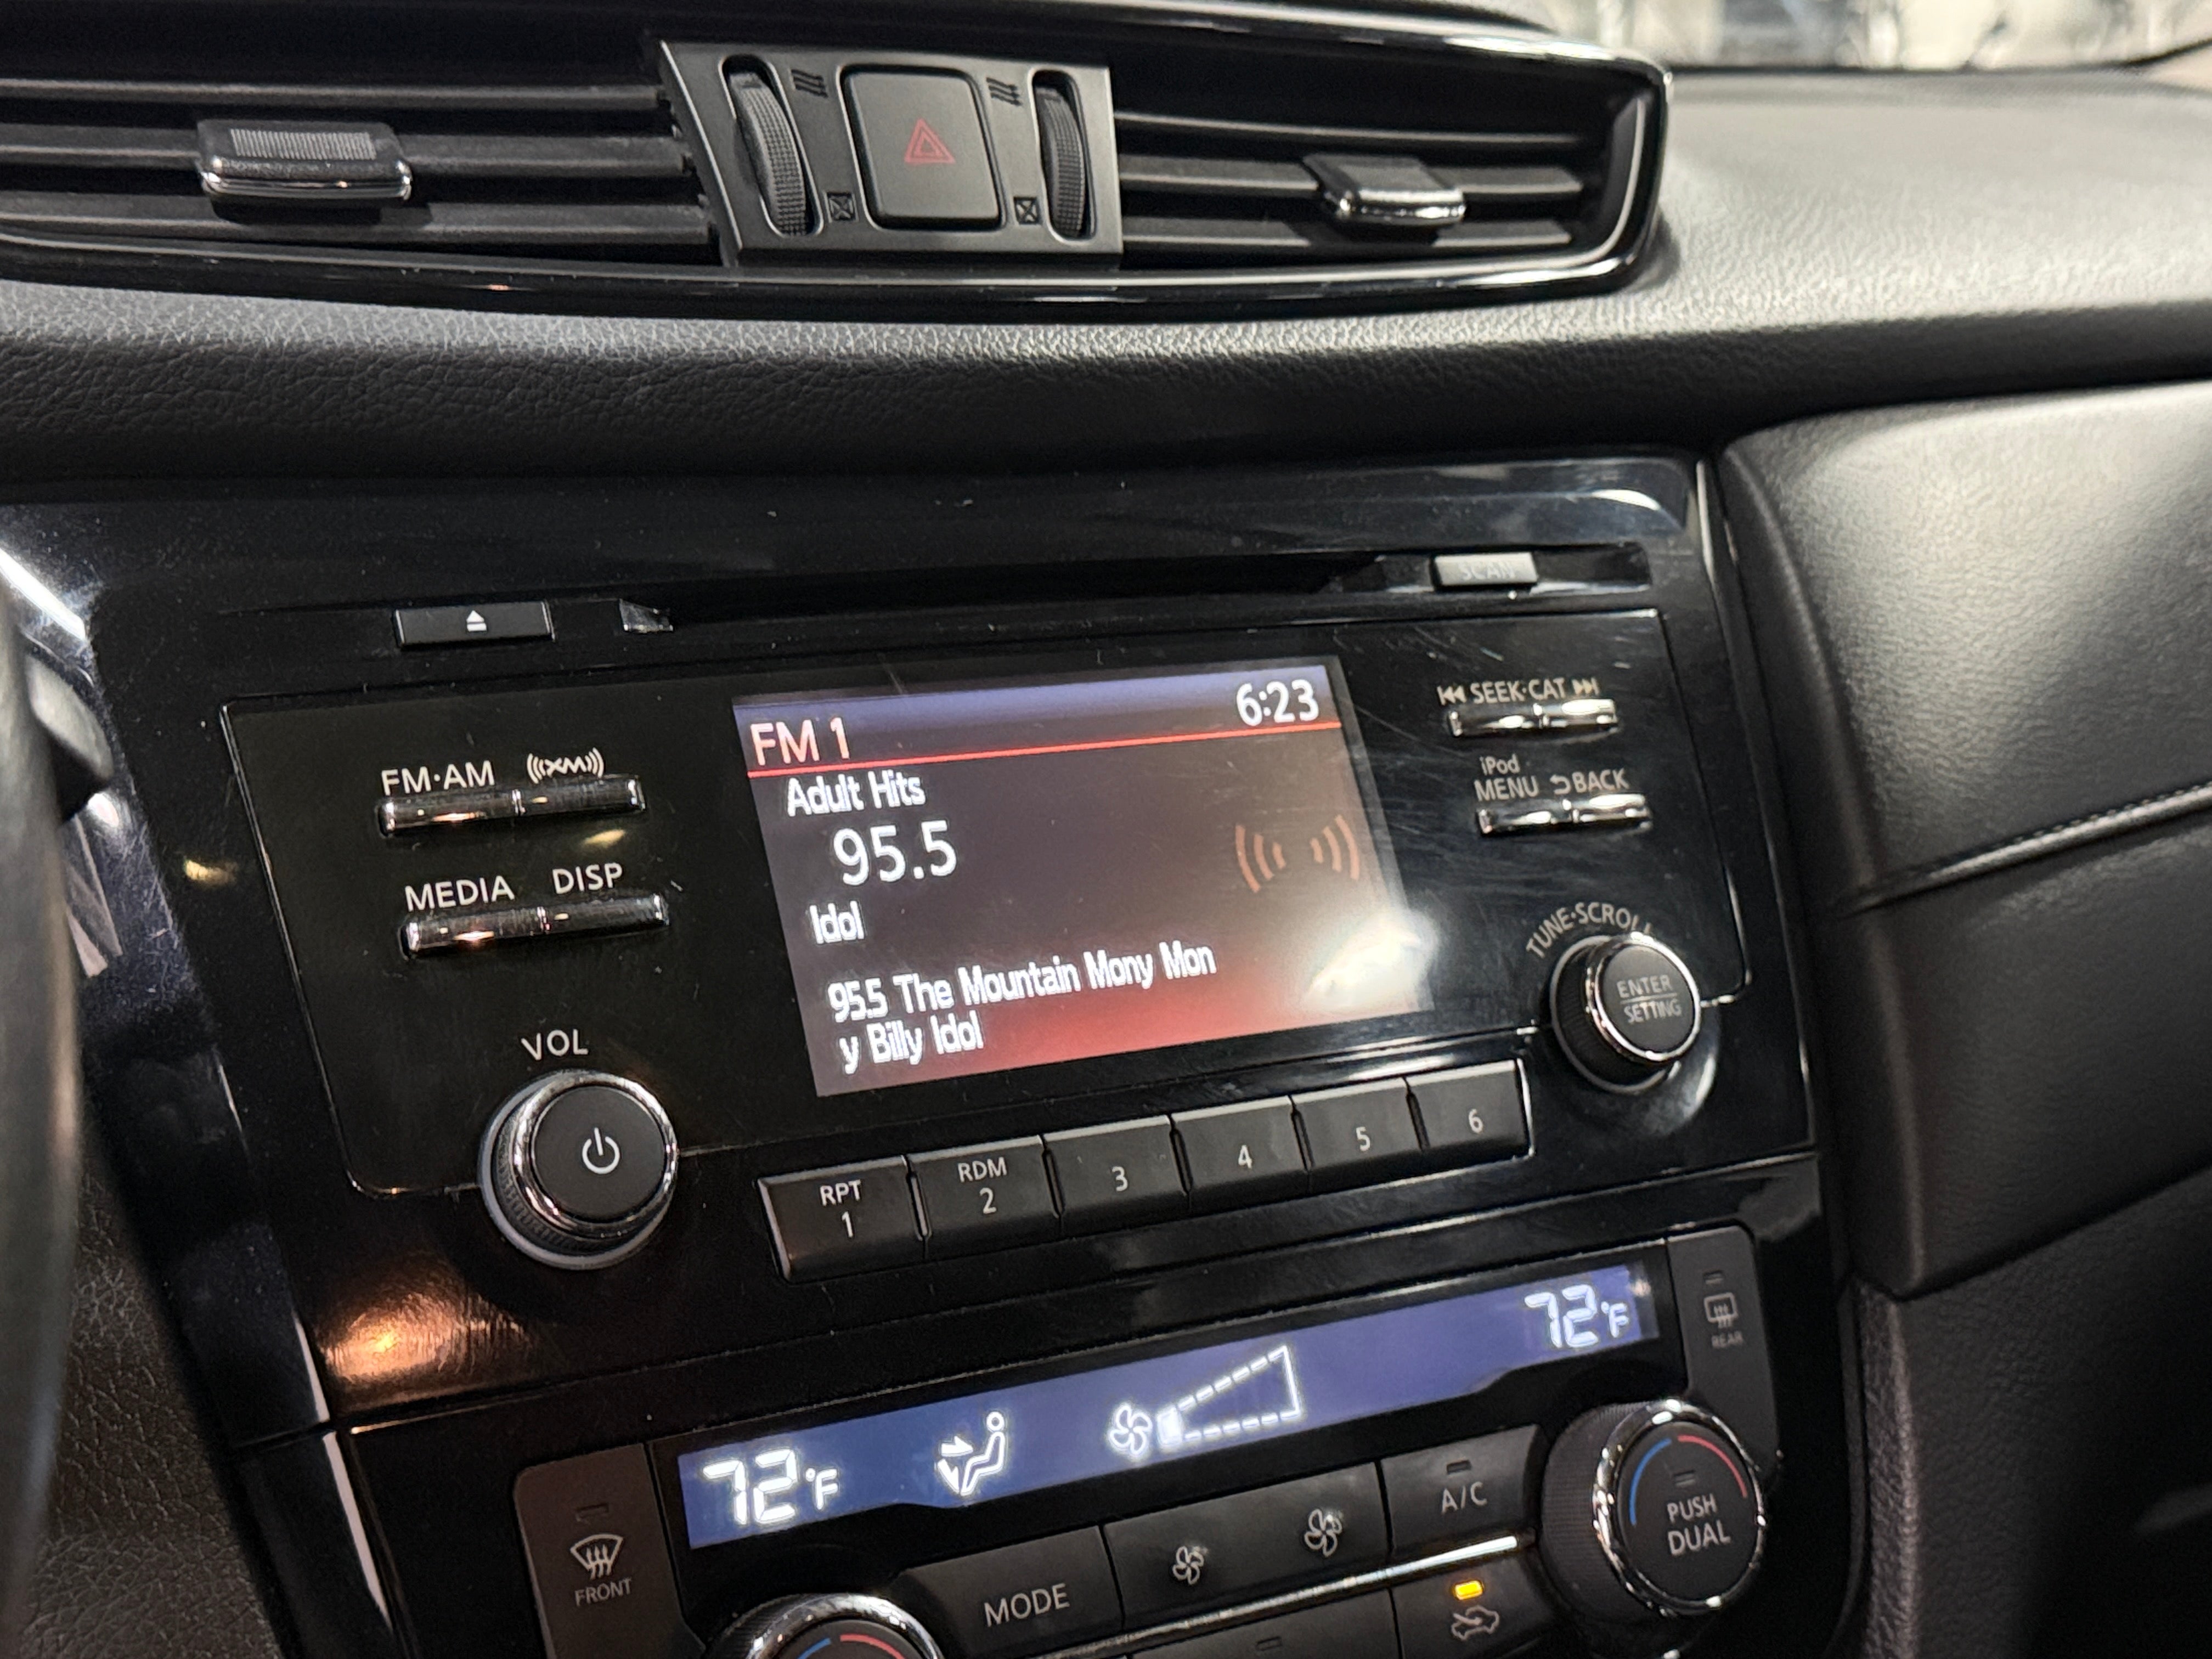 SCAN
6:23
FM 1
Adult Hits
95.5
Idol
95.5 The Mountain Mony Mon
y Billy Idol
FM·AM XM
MEDIA DISP
VOL
SEEK·CAT
iPod
MENU BACK
TUNE·SCROLL
ENTER
SETTING
RPT
1
RDM
2
3
4
5
6
72°F
72°F
REAR
FRONT
MODE
A/C
PUSH
DUAL